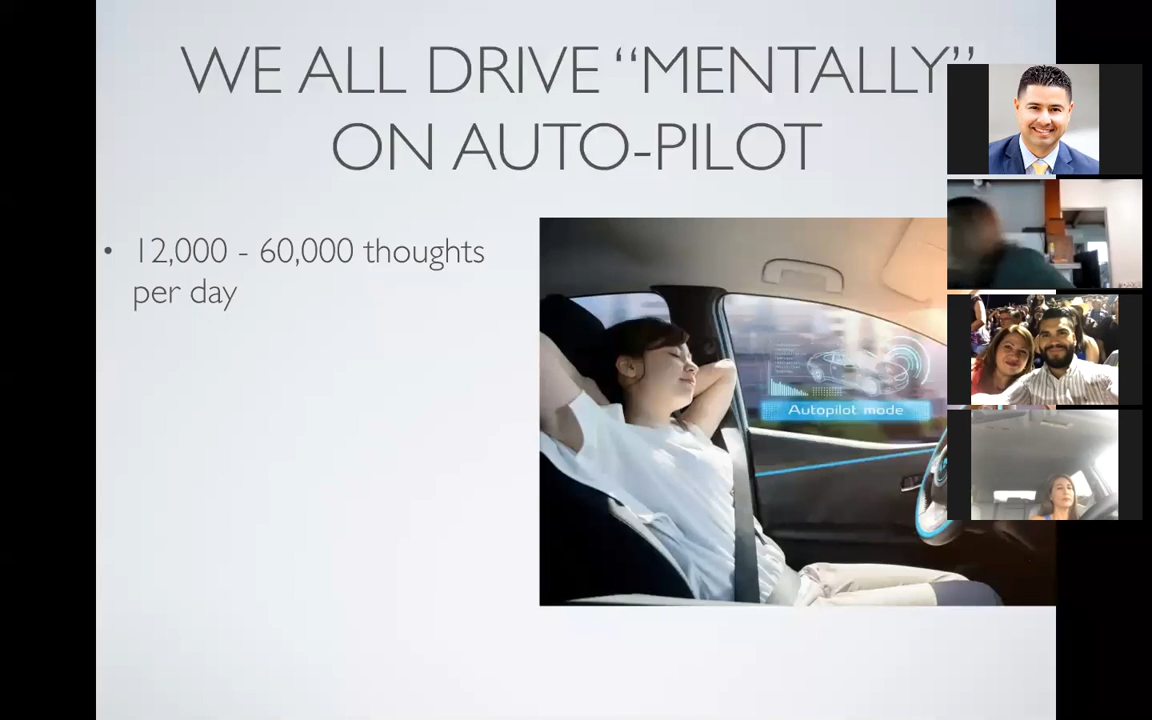 WE ALL DRIVE “MENTALLY”
ON AUTO-PILOT
• 12,000 - 60,000 thoughts
per day
Autopilot mode